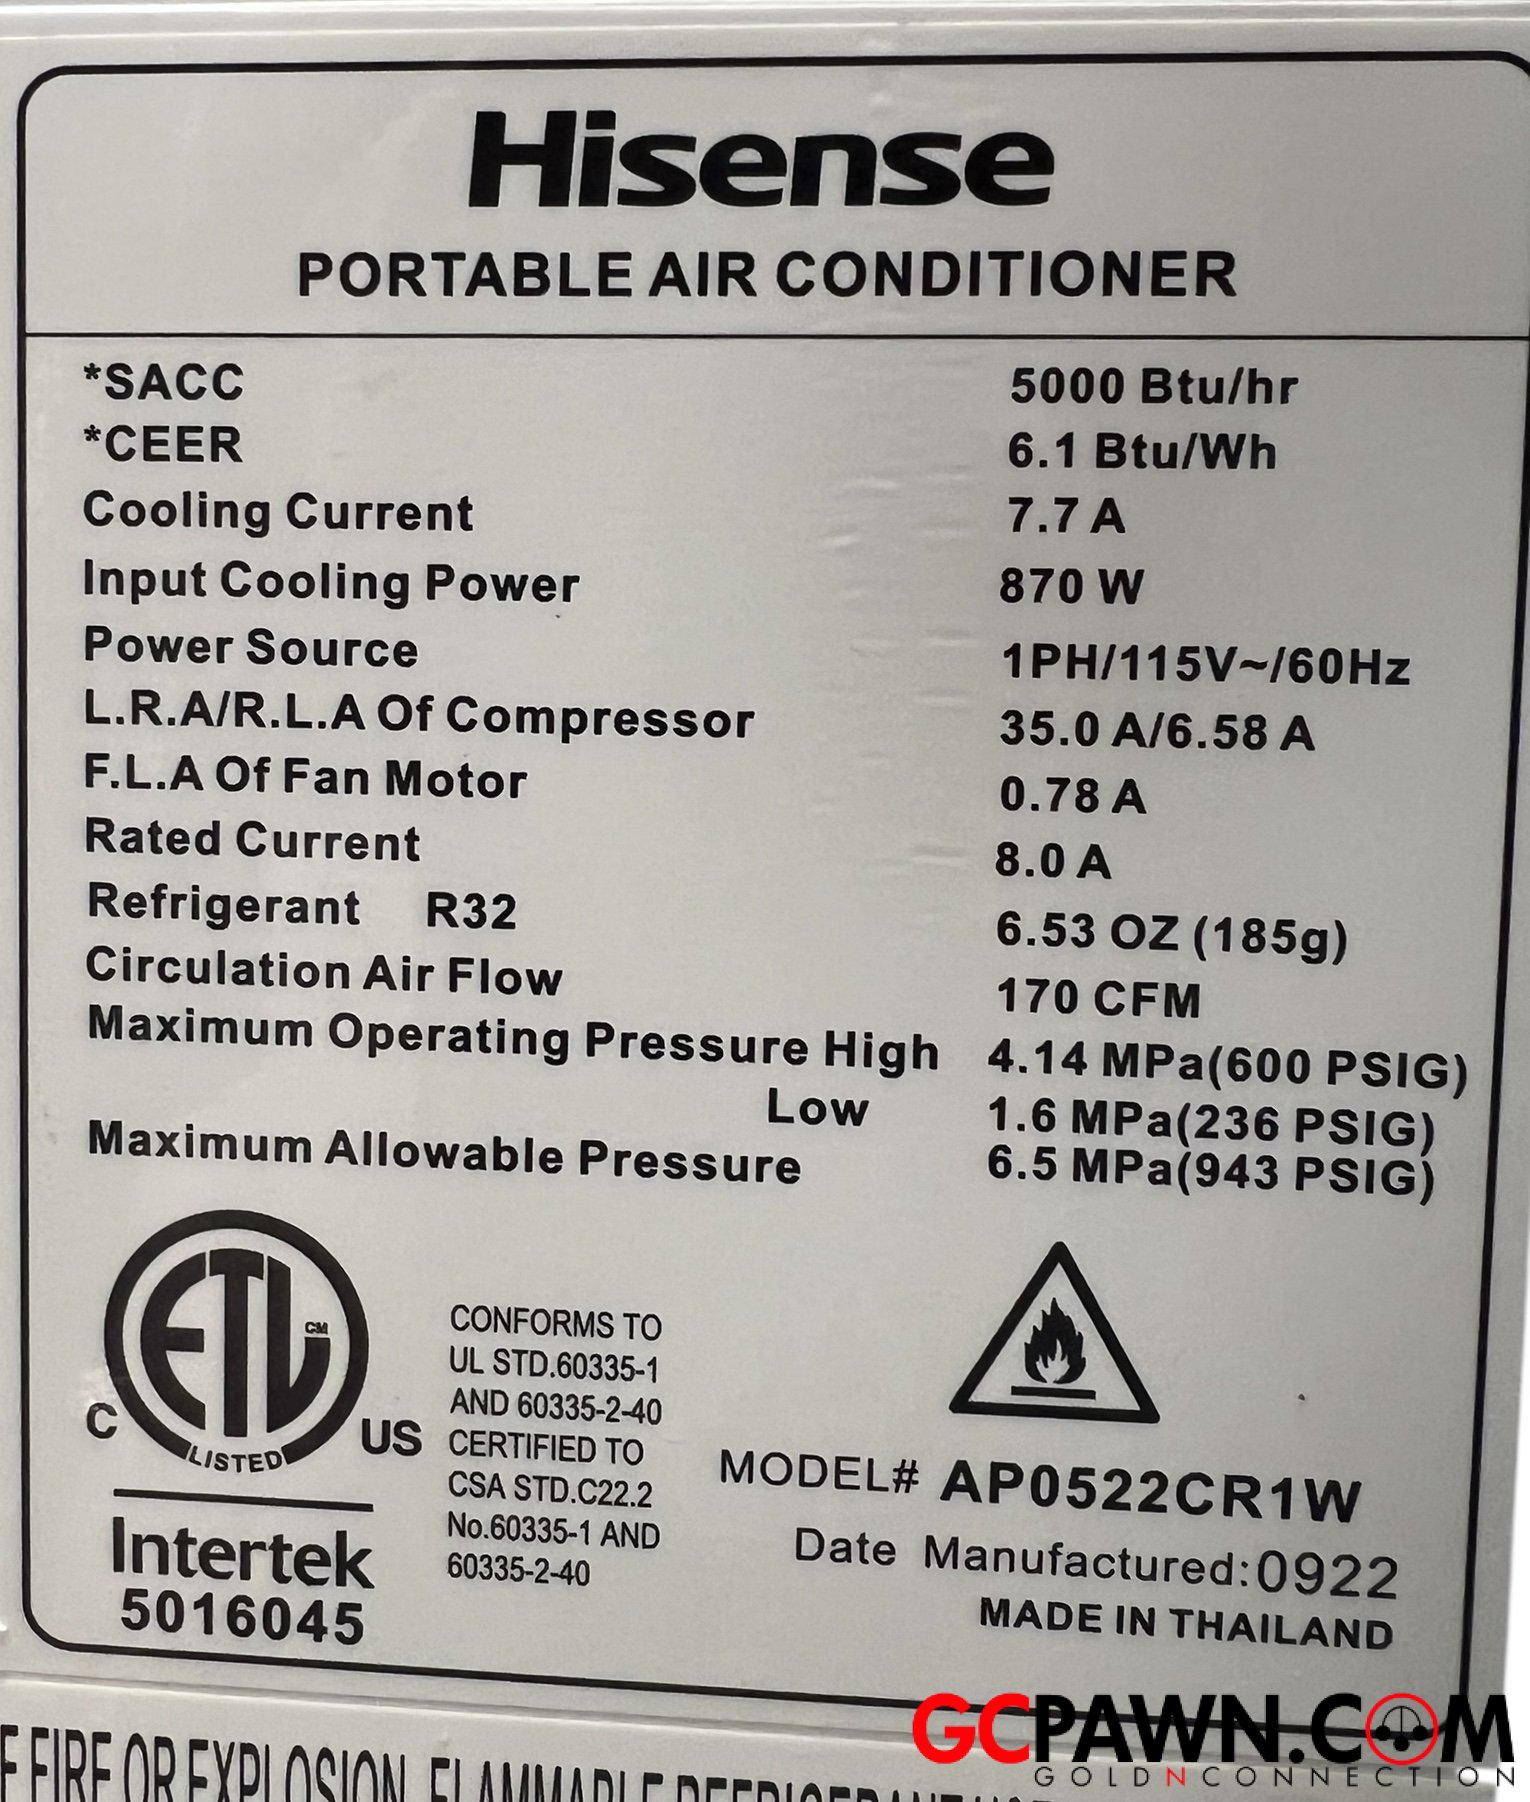 Hisense
PORTABLE AIR CONDITIONER
*SACC 5000 Btu/hr
*CEER 6.1 Btu/Wh
Cooling Current 7.7 A
Input Cooling Power 870 W
Power Source 1PH/115V~/60Hz
L.R.A/R.L.A Of Compressor 35.0 A/6.58 A
F.L.A Of Fan Motor 0.78 A
Rated Current 8.0 A
Refrigerant R32 6.53 OZ (185g)
Circulation Air Flow 170 CFM
Maximum Operating Pressure High 4.14 MPa(600 PSIG)
Low 1.6 MPa(236 PSIG)
Maximum Allowable Pressure 6.5 MPa(943 PSIG)
ETL CM
LISTED
C US
Intertek
5016045
CONFORMS TO
UL STD.60335-1
AND 60335-2-40
CERTIFIED TO
CSA STD.C22.2
No.60335-1 AND
60335-2-40
MODEL# AP0522CR1W
Date Manufactured:0922
MADE IN THAILAND
FIRE OR EXPLOSION. FLAMMABLE REFRIGERANT
GCPAWN.COM
GOLDNCONNECTION